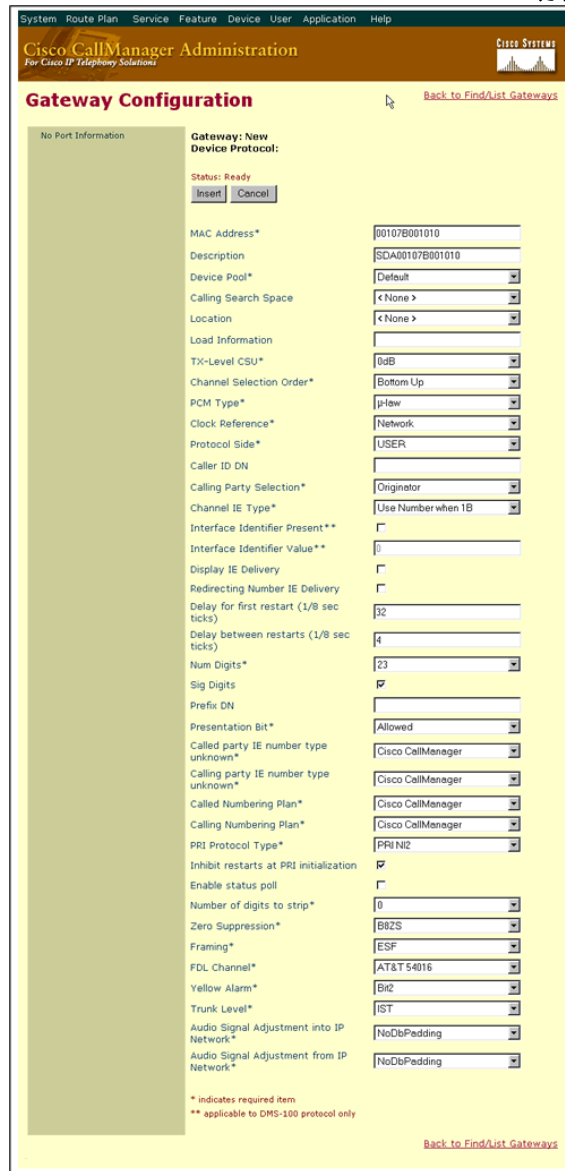 System Route Plan Service Feature Device User Application Help
Cisco CallManager Administration
For Cisco IP Telephony Solutions
CISCO SYSTEMS
Gateway Configuration
Back to Find/List Gateways
No Port Information
Gateway: New
Device Protocol:
Status: Ready
Insert Cancel
MAC Address* 00107B001010
Description SDA00107B001010
Device Pool* Default
Calling Search Space < None >
Location < None >
Load Information
TX-Level CSU* 0dB
Channel Selection Order* Bottom Up
PCM Type* µ-law
Clock Reference* Network
Protocol Side* USER
Caller ID DN
Calling Party Selection* Originator
Channel IE Type* Use Number when 1B
Interface Identifier Present**
Interface Identifier Value** 0
Display IE Delivery
Redirecting Number IE Delivery
Delay for first restart (1/8 sec
ticks) 32
Delay between restarts (1/8 sec
ticks) 4
Num Digits* 23
Sig Digits
Prefix DN
Presentation Bit* Allowed
Called party IE number type
unknown* Cisco CallManager
Calling party IE number type
unknown* Cisco CallManager
Called Numbering Plan* Cisco CallManager
Calling Numbering Plan* Cisco CallManager
PRI Protocol Type* PRI NI2
Inhibit restarts at PRI initialization
Enable status poll
Number of digits to strip* 0
Zero Suppression* B8ZS
Framing* ESF
FDL Channel* AT&T 54016
Yellow Alarm* Bit2
Trunk Level* IST
Audio Signal Adjustment into IP
Network* NoDbPadding
Audio Signal Adjustment from IP
Network* NoDbPadding
* indicates required item
** applicable to DMS-100 protocol only
Back to Find/List Gateways